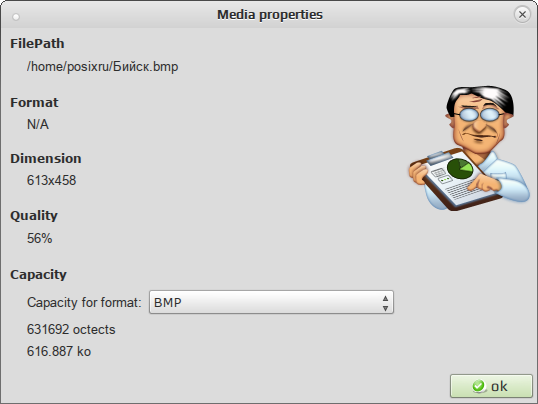 Media properties
FilePath
/home/posixru/Бийск.bmp
Format
N/A
Dimension
613x458
Quality
56%
Capacity
Capacity for format: BMP
631692 octects
616.887 ko
ok